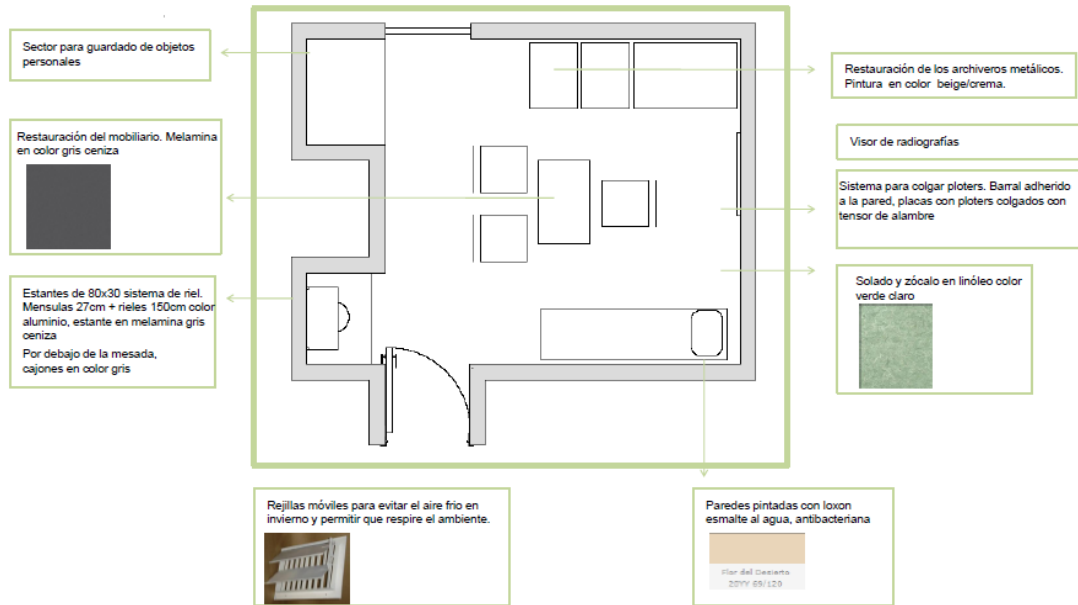 Sector para guardado de objetos
personales
Restauración del mobiliario. Melamina
en color gris ceniza
Estantes de 80x30 sistema de riel.
Mensulas 27cm + rieles 150cm color
aluminio, estante en melamina gris
ceniza
Por debajo de la mesada,
cajones en color gris
Restauración de los archiveros metálicos.
Pintura en color beige/crema.
Visor de radiografías
Sistema para colgar ploters. Barral adherido
a la pared, placas con ploters colgados con
tensor de alambre
Solado y zócalo en linóleo color
verde claro
Rejillas móviles para evitar el aire frio en
invierno y permitir que respire el ambiente.
Paredes pintadas con loxon
esmalte al agua, antibacteriana
Flor del Desierto
20YY 69/120